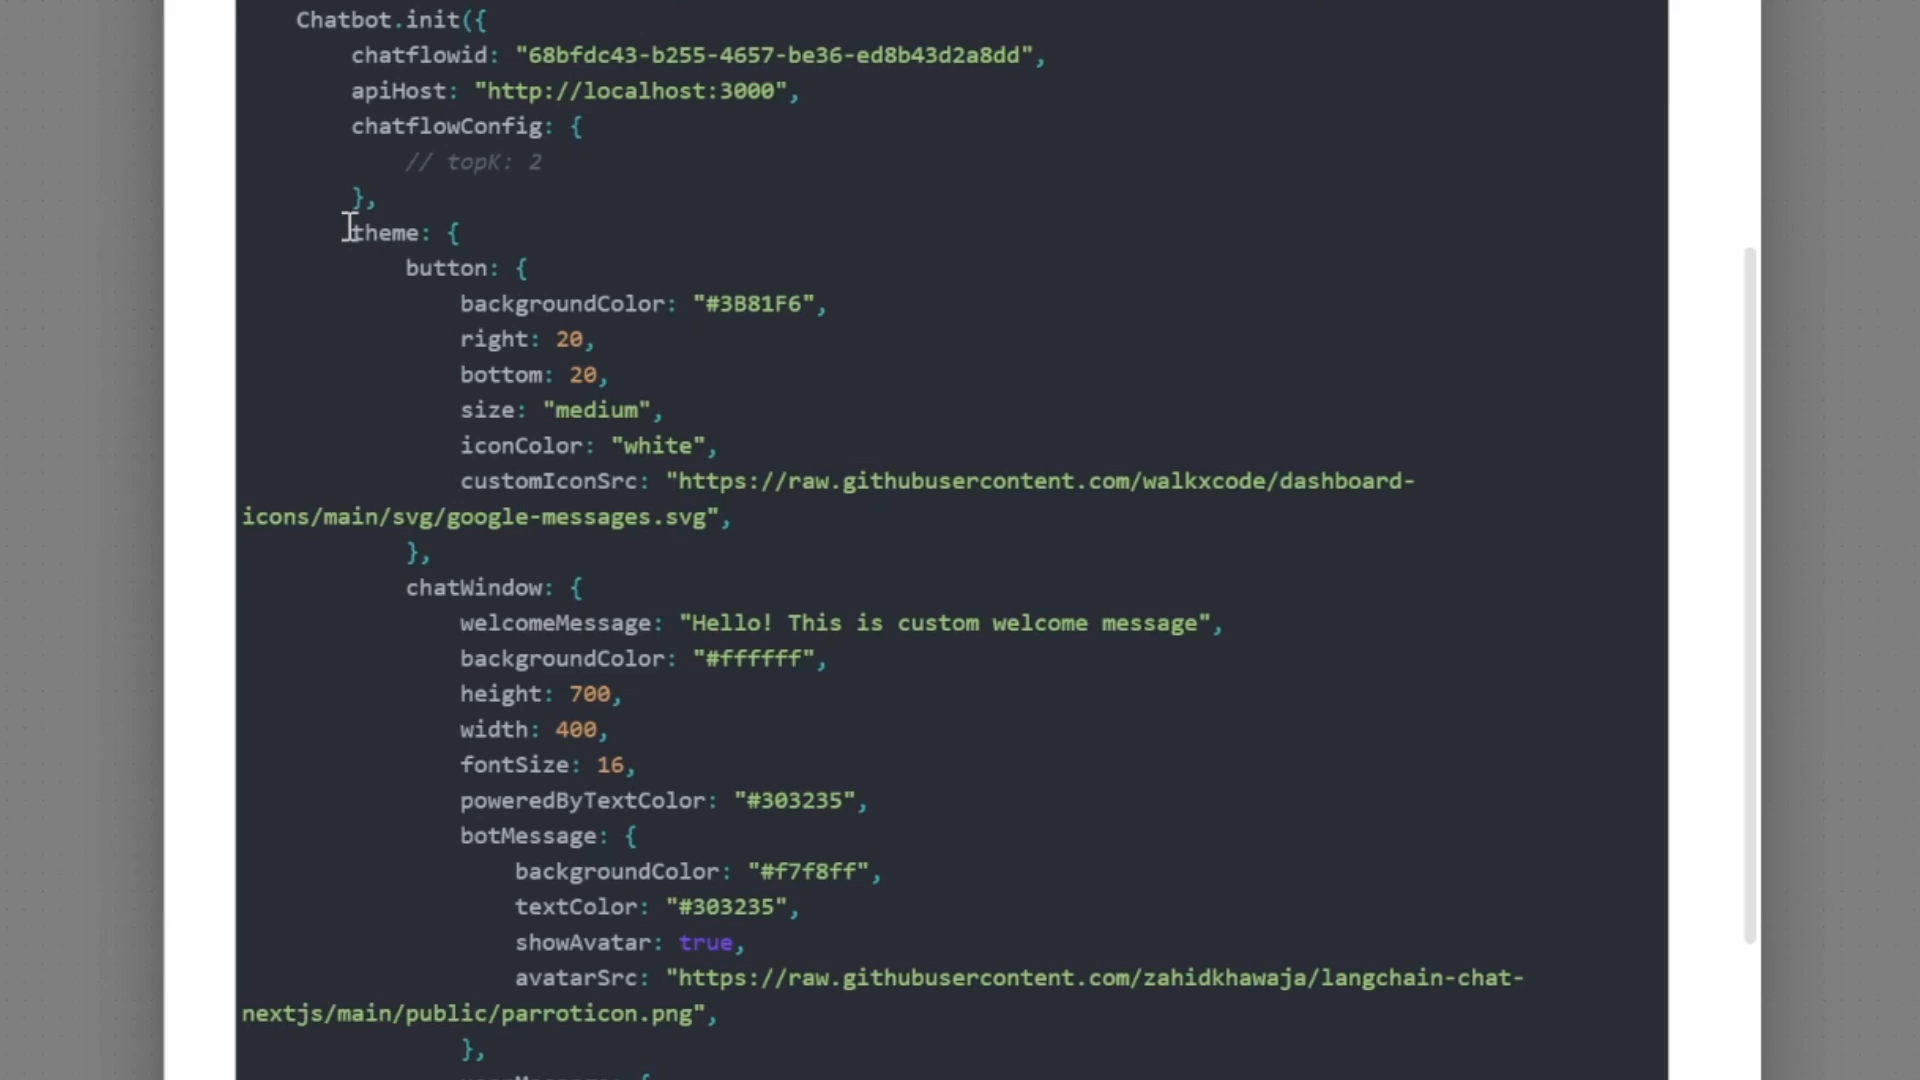 Chatbot.init({
chatflowid: "68bfdc43-b255-4657-be36-ed8b43d2a8dd",
apiHost: "http://localhost:3000",
chatflowConfig: {
// topK: 2
},
theme: {
button: {
backgroundColor: "#3B81F6",
right: 20,
bottom: 20,
size: "medium",
iconColor: "white",
customIconSrc: "https://raw.githubusercontent.com/walkxcode/dashboard-
icons/main/svg/google-messages.svg",
},
chatWindow: {
welcomeMessage: "Hello! This is custom welcome message",
backgroundColor: "#ffffff",
height: 700,
width: 400,
fontSize: 16,
poweredByTextColor: "#303235",
botMessage: {
backgroundColor: "#f7f8ff",
textColor: "#303235",
showAvatar: true,
avatarSrc: "https://raw.githubusercontent.com/zahidkhawaja/langchain-chat-
nextjs/main/public/parroticon.png",
},